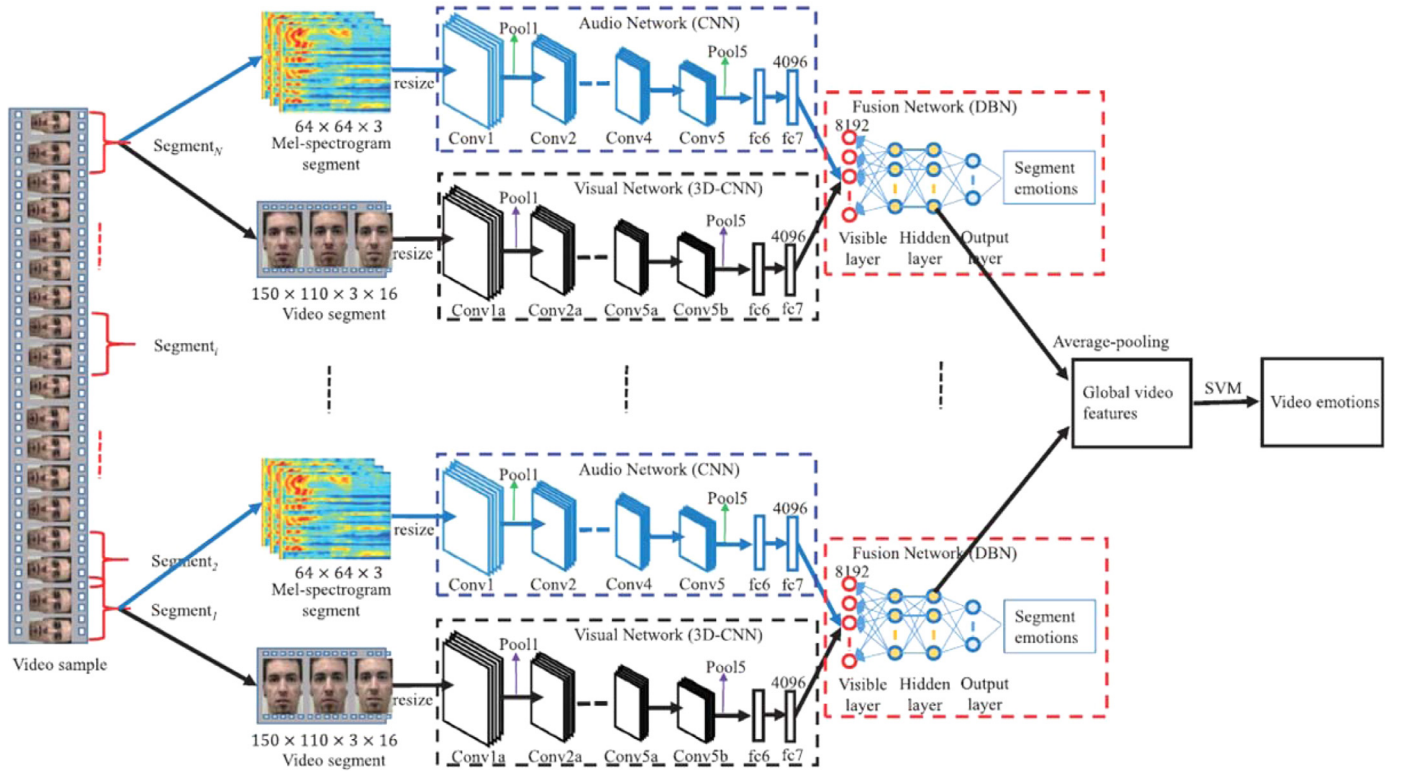 Audio Network (CNN)
Pool1
Pool5
4096
resize
Conv1
Conv2
Conv4
Conv5
fc6
fc7
64 × 64 × 3
Mel-spectrogram
segment
Segment_N
Visual Network (3D-CNN)
Pool1
Pool5
4096
resize
Conv1a
Conv2a
Conv5a
Conv5b
fc6
fc7
150 × 110 × 3 × 16
Video segment
Fusion Network (DBN)
8192
Segment
emotions
Visible
layer
Hidden
layer
Output
layer
Segment_i
Average-pooling
Global video
features
SVM
Video emotions
Audio Network (CNN)
Pool1
Pool5
4096
resize
Conv1
Conv2
Conv4
Conv5
fc6
fc7
64 × 64 × 3
Mel-spectrogram
segment
Segment_2
Segment_1
Visual Network (3D-CNN)
Pool1
Pool5
4096
resize
Conv1a
Conv2a
Conv5a
Conv5b
fc6
fc7
150 × 110 × 3 × 16
Video segment
Fusion Network (DBN)
8192
Segment
emotions
Visible
layer
Hidden
layer
Output
layer
Video sample